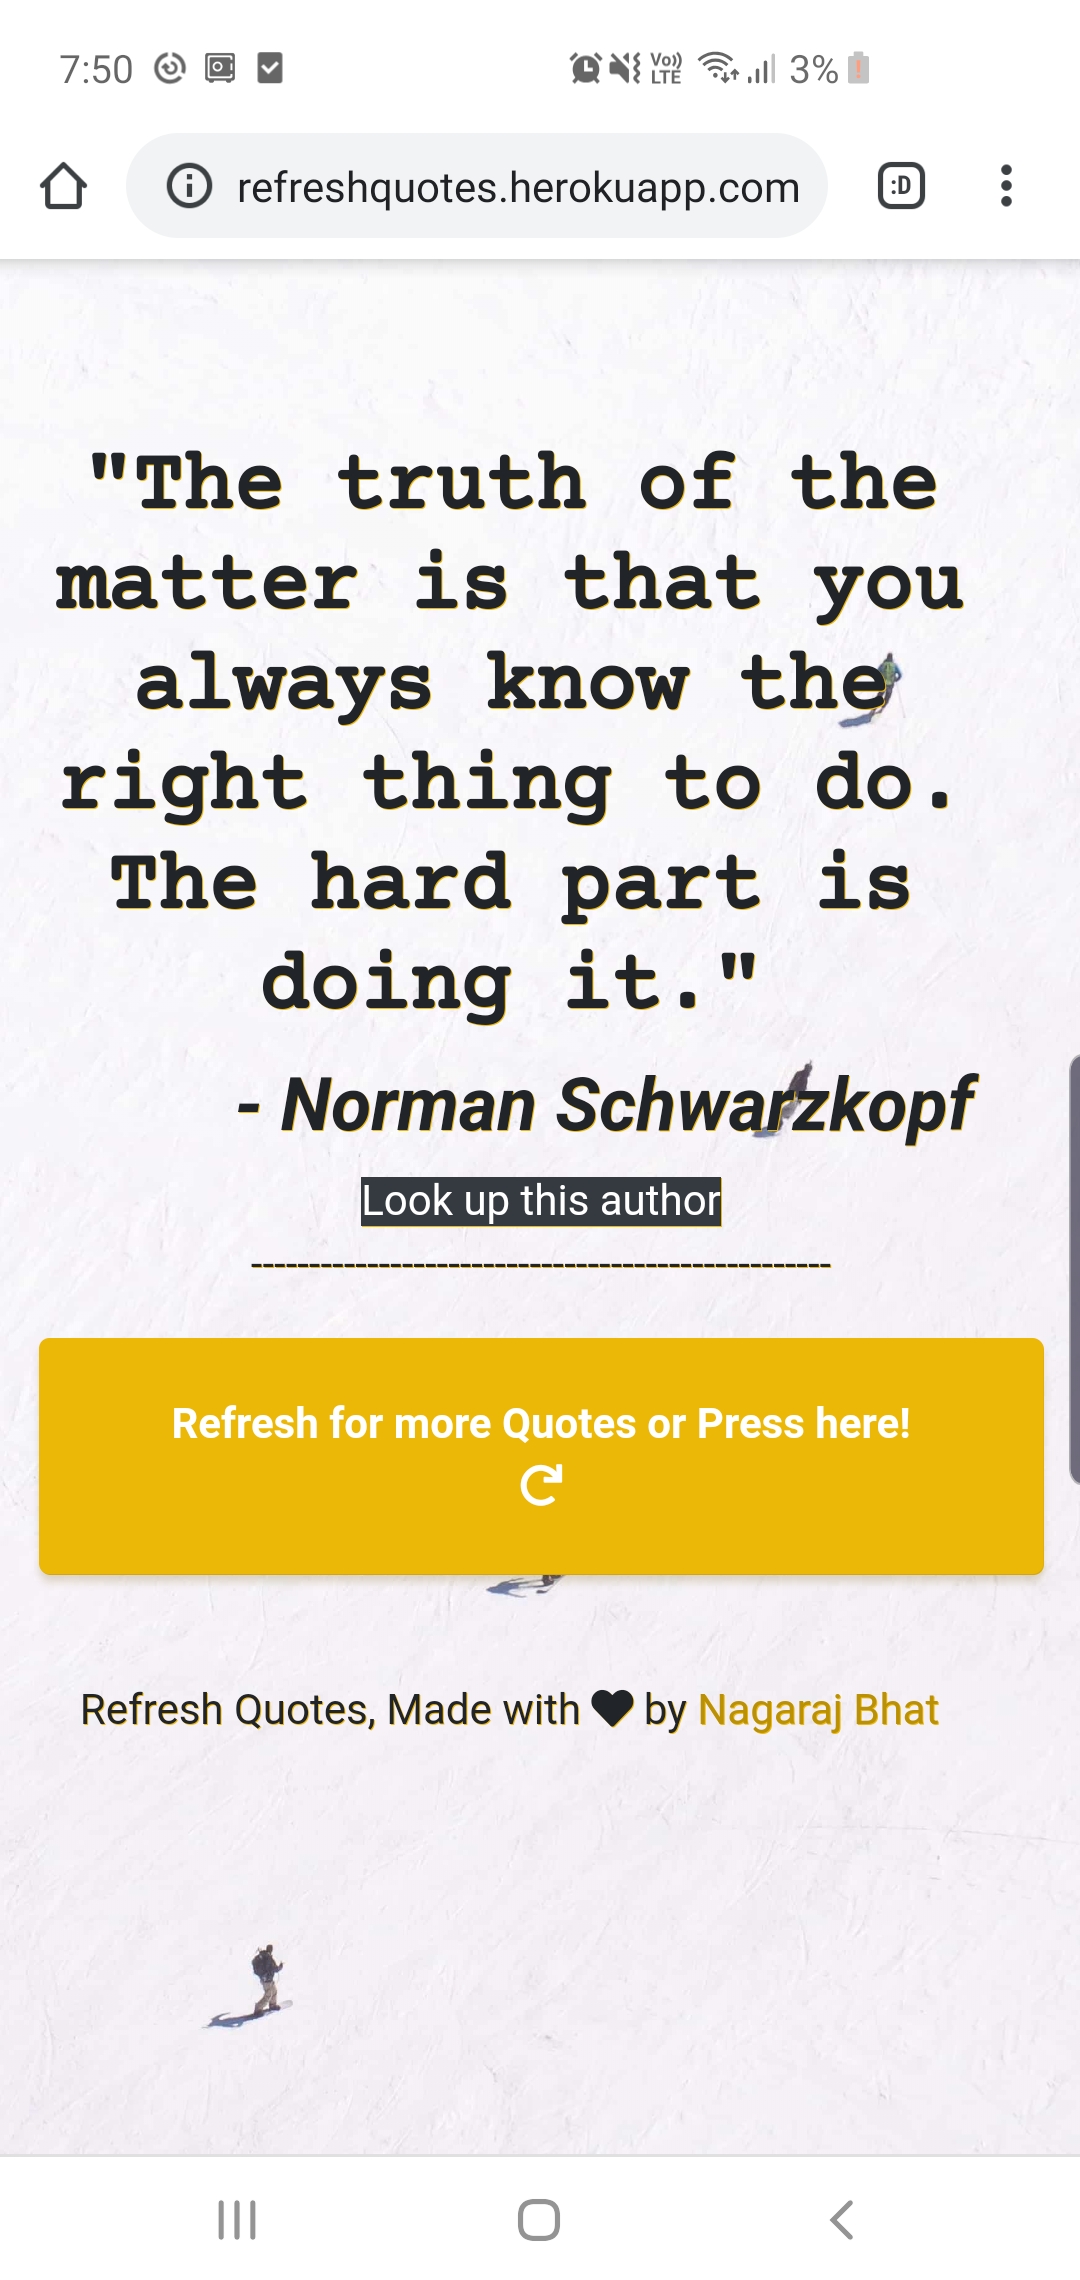 7:50 Vo)) LTE 3%
refreshquotes.herokuapp.com :D
"The truth of the
matter is that you
always know the
right thing to do.
The hard part is
doing it."
- Norman Schwarzkopf
Look up this author
--------------------------------------------------
Refresh for more Quotes or Press here!
Refresh Quotes, Made with ♥ by Nagaraj Bhat